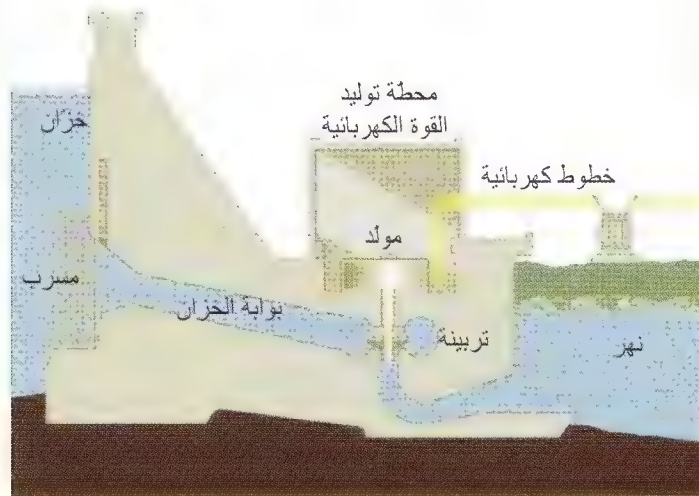 محطة توليد
القوة الكهربائية
خزان
خطوط كهربائية
مولد
مسرب
بوابة الخزان
تربينة
نهر